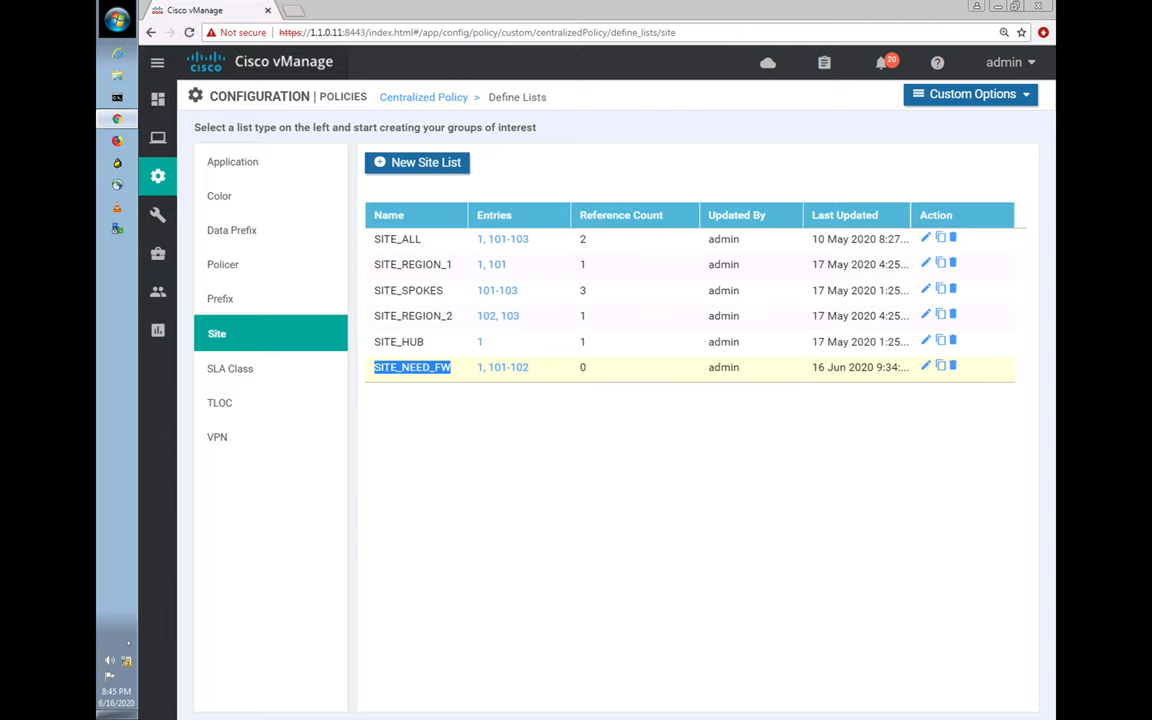 Cisco vManage
Not secure https://1.1.0.11:8443/index.html#/app/config/policy/custom/centralizedPolicy/define_lists/site
cisco Cisco vManage 20 admin
CONFIGURATION | POLICIES Centralized Policy > Define Lists Custom Options
Select a list type on the left and start creating your groups of interest
Application
Color
Data Prefix
Policer
Prefix
Site
SLA Class
TLOC
VPN
New Site List
Name Entries Reference Count Updated By Last Updated Action
SITE_ALL 1, 101-103 2 admin 10 May 2020 8:27...
SITE_REGION_1 1, 101 1 admin 17 May 2020 4:25...
SITE_SPOKES 101-103 3 admin 17 May 2020 1:25...
SITE_REGION_2 102, 103 1 admin 17 May 2020 4:25...
SITE_HUB 1 1 admin 17 May 2020 1:25...
SITE_NEED_FW 1, 101-102 0 admin 16 Jun 2020 9:34:...
8:45 PM
6/16/2020